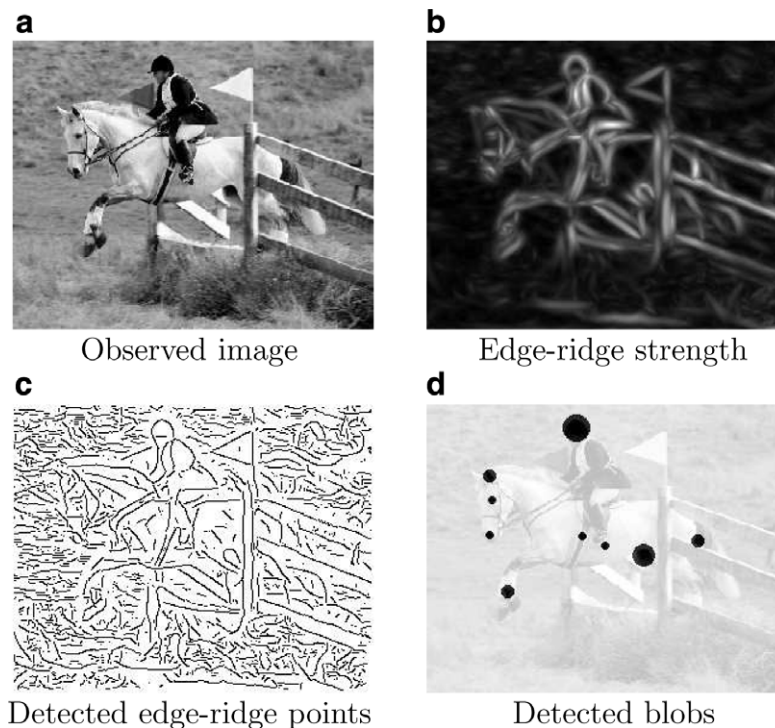 a
b
Observed image
Edge-ridge strength
c
d
Detected edge-ridge points
Detected blobs